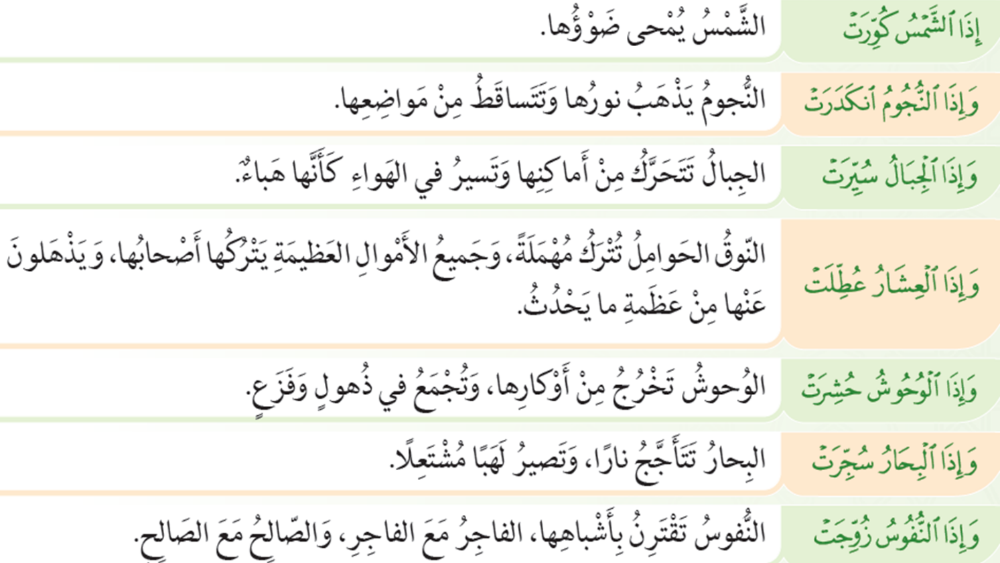 إِذَا ٱلشَّمْسُ كُوِّرَتْ
الشَّمْسُ يُمْحى ضَوْؤُها.
وَإِذَا ٱلنُّجُومُ ٱنكَدَرَتْ
النُّجومُ يَذْهَبُ نورُها وَتَتَساقَطُ مِنْ مَواضِعِها.
وَإِذَا ٱلْجِبَالُ سُيِّرَتْ
الجِبالُ تَتَحَرَّكُ مِنْ أَماكِنِها وَتَسيرُ في الهَواءِ كَأَنَّها هَباءٌ.
وَإِذَا ٱلْعِشَارُ عُطِّلَتْ
النّوقُ الحَوامِلُ تُتْرَكُ مُهْمَلَةً، وَجَميعُ الأَمْوالِ العَظيمَةِ يَتْرُكُها أَصْحابُها، وَيَذْهَلونَ
عَنْها مِنْ عَظَمةِ ما يَحْدُثُ.
وَإِذَا ٱلْوُحُوشُ حُشِرَتْ
الوُحوشُ تَخْرُجُ مِنْ أَوْكارِها، وَتُجْمَعُ في ذُهولٍ وَفَزَعٍ.
وَإِذَا ٱلْبِحَارُ سُجِّرَتْ
البِحارُ تَتَأَجَّجُ نارًا، وَتَصيرُ لَهَبًا مُشْتَعِلًا.
وَإِذَا ٱلنُّفُوسُ زُوِّجَتْ
النُّفوسُ تَقْتَرِنُ بِأَشْباهِها، الفاجِرُ مَعَ الفاجِرِ، وَالصّالِحُ مَعَ الصَالِحِ.